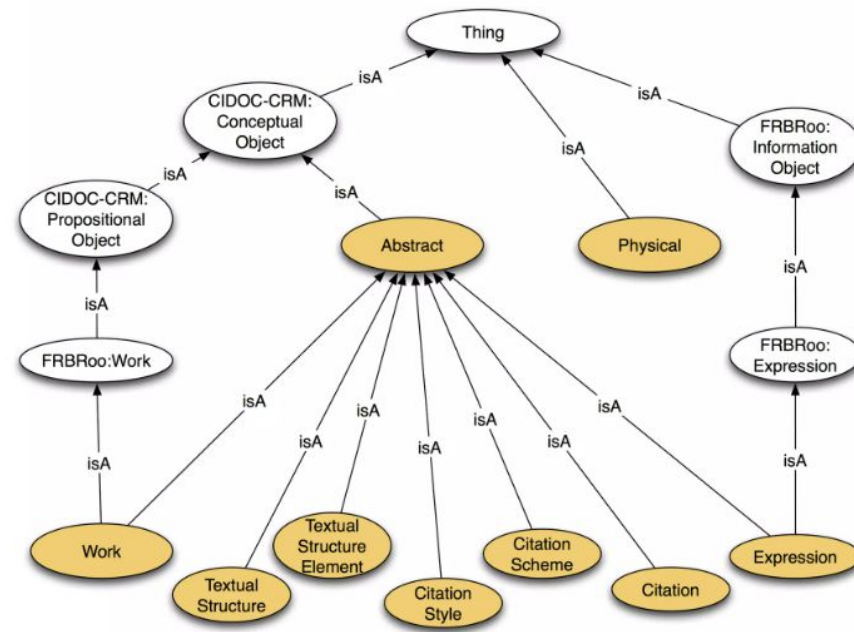 Thing
isA
CIDOC-CRM:
Conceptual
Object
isA
isA
FRBRoo:
Information
Object
isA
isA
CIDOC-CRM:
Propositional
Object
Abstract
Physical
isA
isA
FRBRoo:Work
FRBRoo:
Expression
isA
isA
isA
isA
isA
isA
isA
isA
isA
Work
Textual
Structure
Element
Citation
Scheme
Expression
Textual
Structure
Citation
Style
Citation